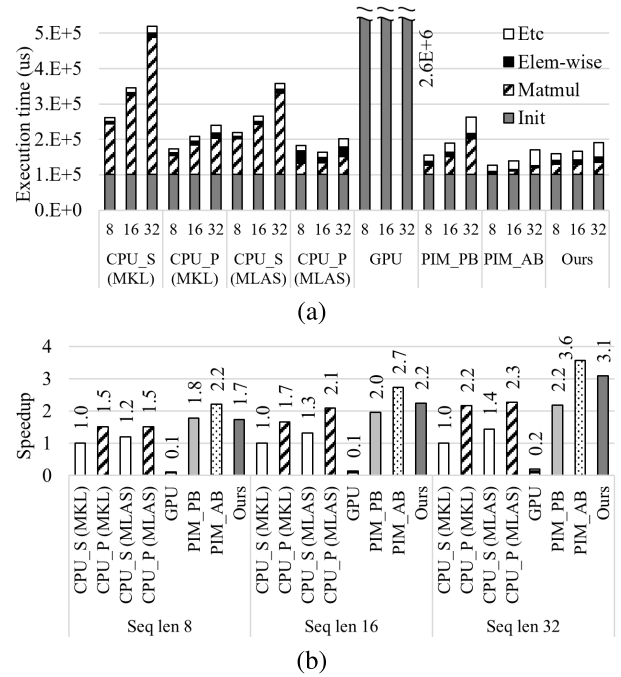 Execution time (us)
5.E+5
4.E+5
3.E+5
2.E+5
1.E+5
0.E+0
Etc
Elem-wise
Matmul
Init
2.6E+6
8 16 32 8 16 32 8 16 32 8 16 32 8 16 32 8 16 32 8 16 32 8 16 32
CPU_S CPU_P CPU_S CPU_P GPU PIM_PB PIM_AB Ours
(MKL) (MKL) (MLAS) (MLAS)
(a)
Speedup
4
3
2
1
0
1.0 1.5 1.2 1.5 0.1 1.8 2.2 1.7 1.0 1.7 1.3 2.1 0.1 2.0 2.7 2.2 1.0 2.2 1.4 2.3 0.2 2.2 3.6 3.1
CPU_S (MKL) CPU_P (MKL) CPU_S (MLAS) CPU_P (MLAS) GPU PIM_PB PIM_AB Ours CPU_S (MKL) CPU_P (MKL) CPU_S (MLAS) CPU_P (MLAS) GPU PIM_PB PIM_AB Ours CPU_S (MKL) CPU_P (MKL) CPU_S (MLAS) CPU_P (MLAS) GPU PIM_PB PIM_AB Ours
Seq len 8 Seq len 16 Seq len 32
(b)